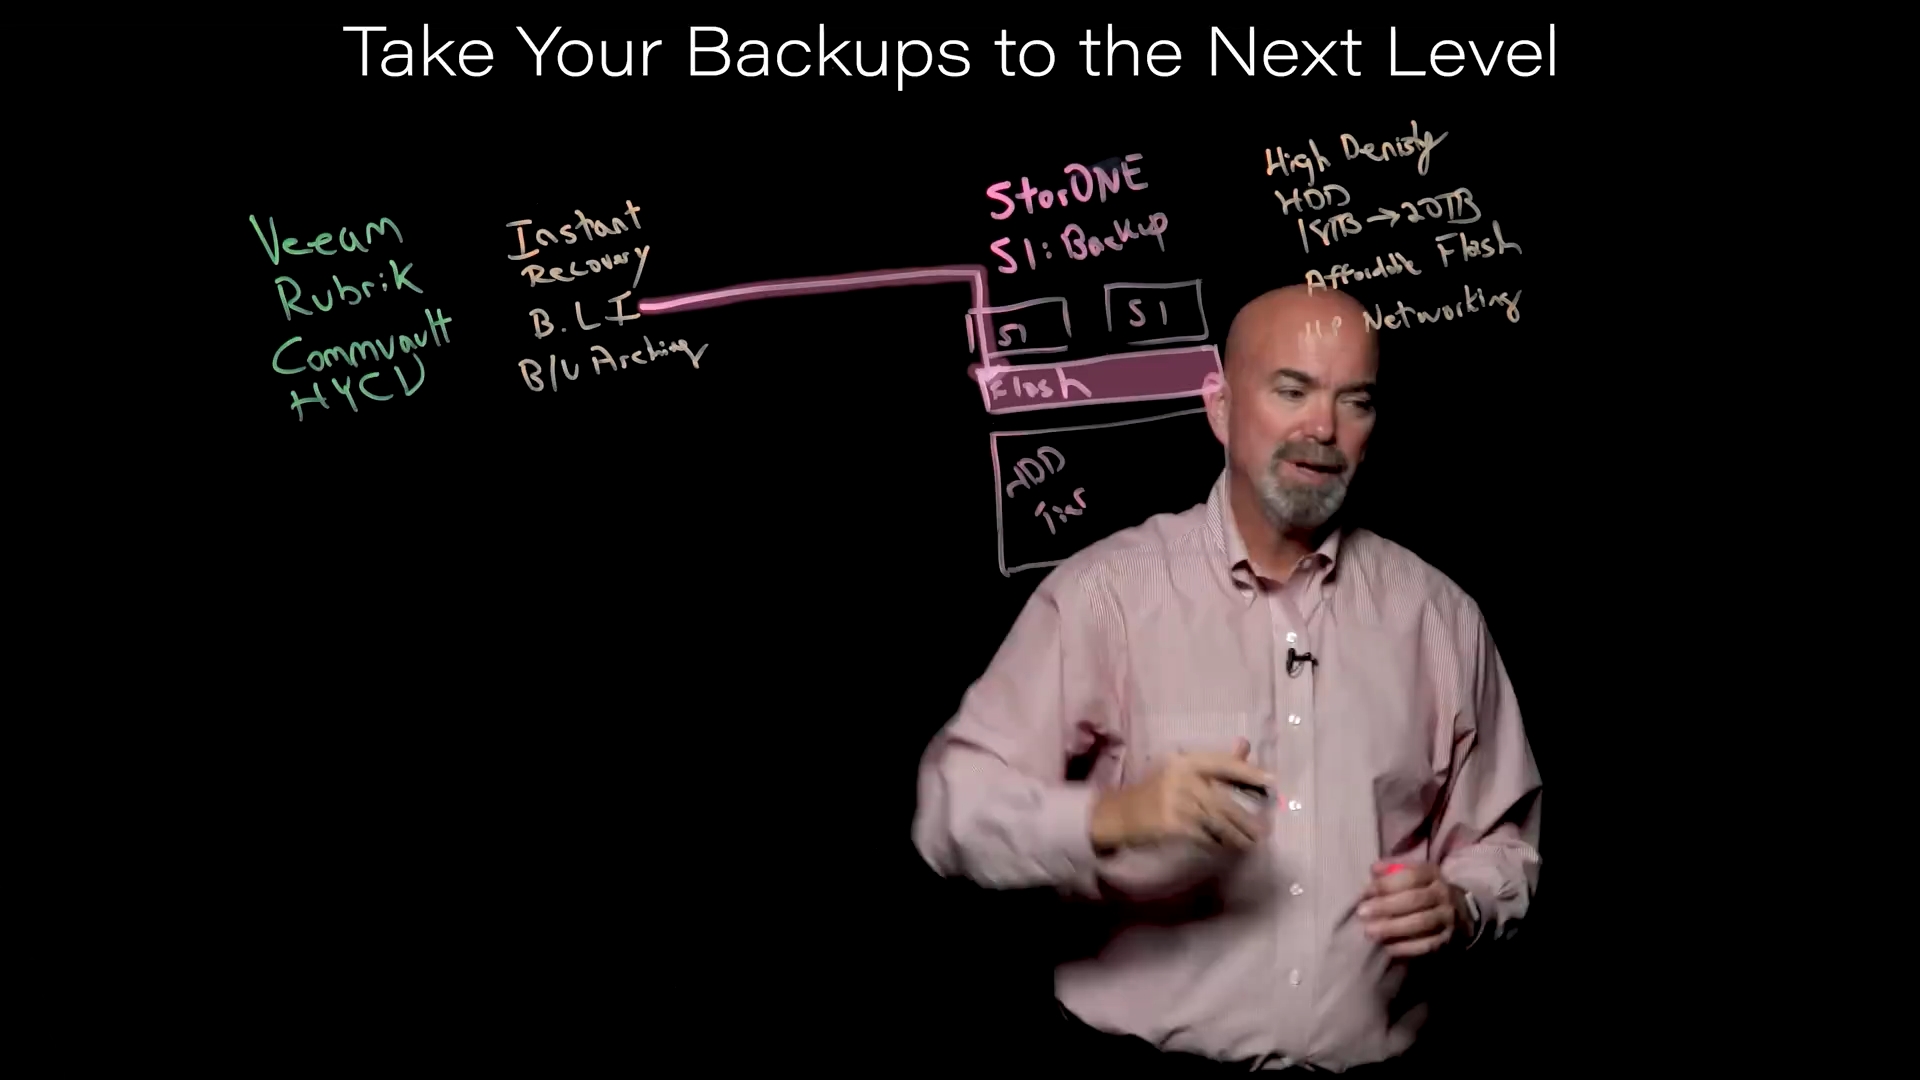 Take Your Backups to the Next Level
Veeam
Rubrik
Commvault
HYCU
Instant
Recovery
B.L I
B/U Arching
StorONE
S1: Backup
S1
S1
Flash
HDD
Tier
High Denisty
HDD
18TB → 20TB
Affordable Flash
HP Networking